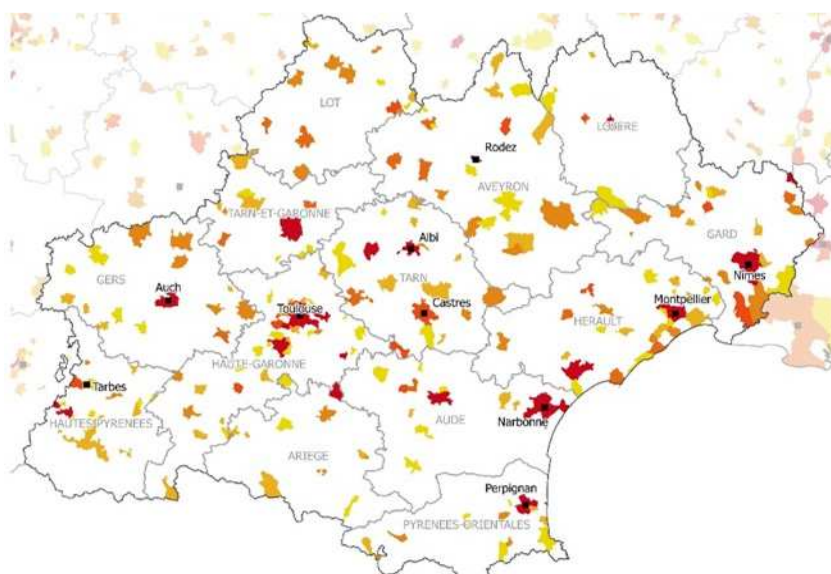 LOT
LOZERE
Rodez
AVEYRON
TARN-ET-GARONNE
GARD
Albi
GERS
TARN
Nîmes
Auch
Castres
Montpellier
Toulouse
HERAULT
HAUTE-GARONNE
Tarbes
HAUTES-PYRENEES
AUDE
Narbonne
ARIEGE
Perpignan
PYRENEES-ORIENTALES